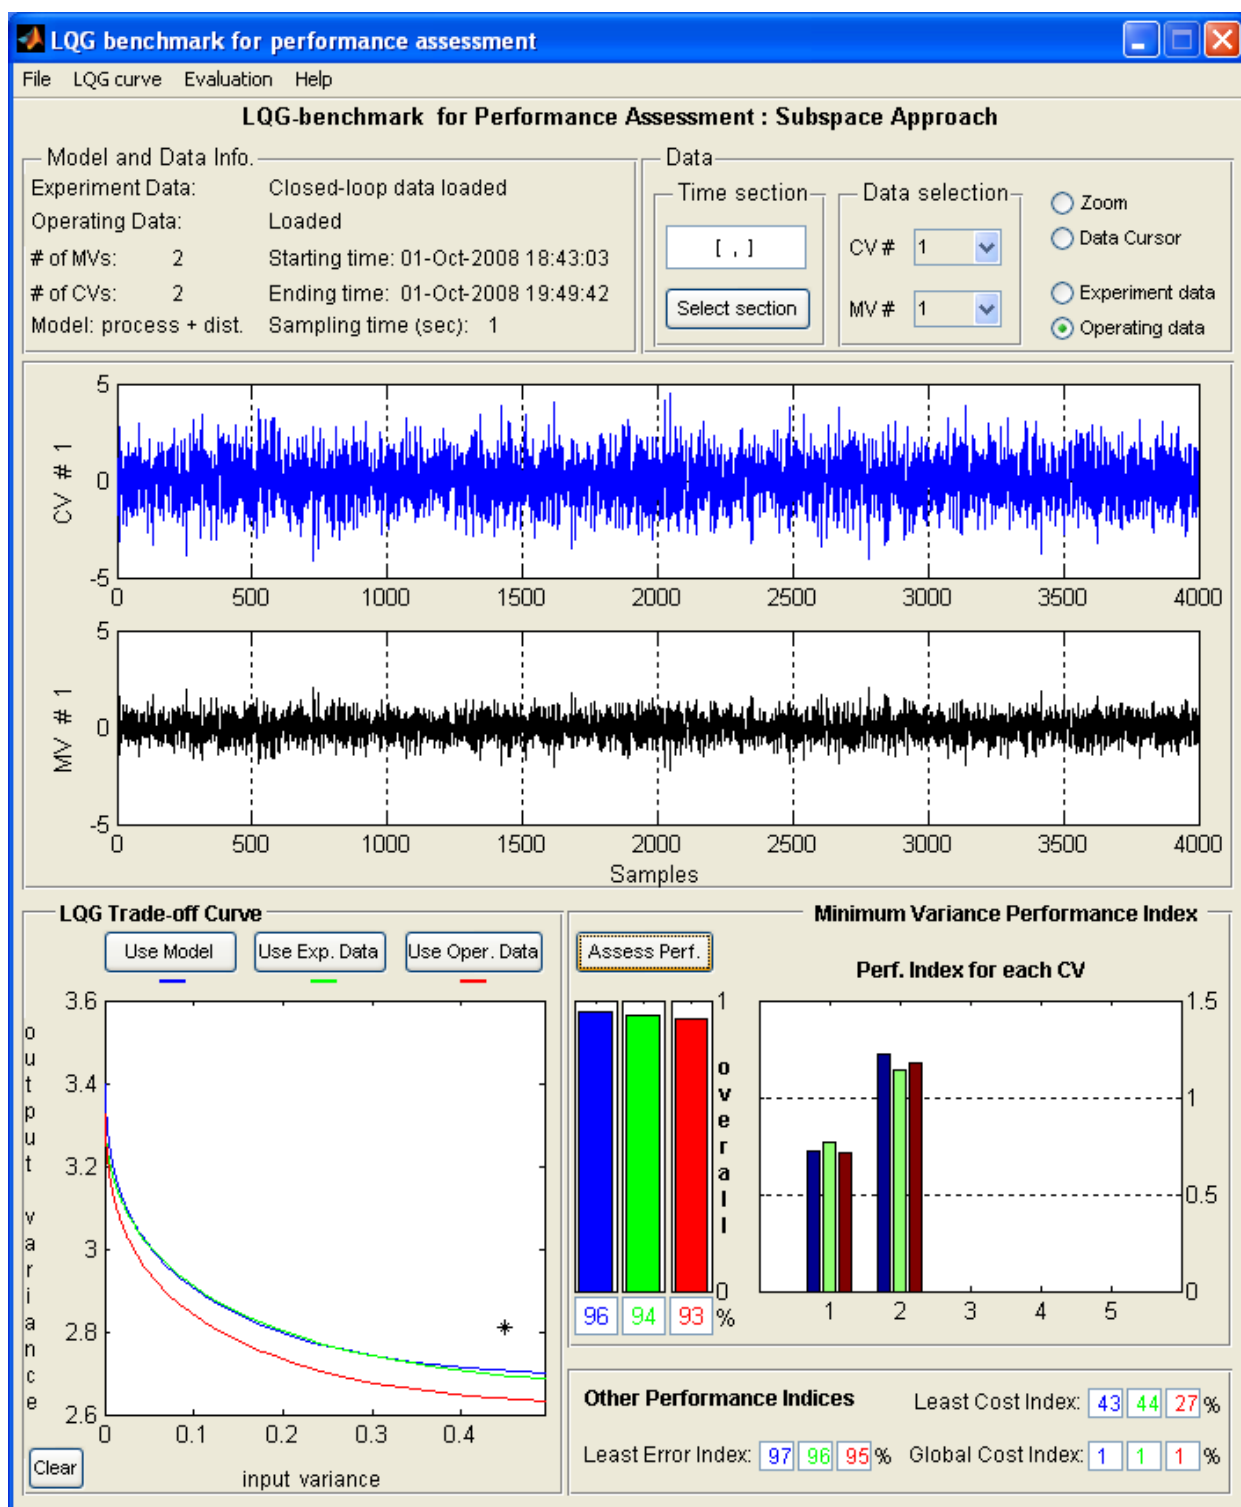 LQG benchmark for performance assessment
File LQG curve Evaluation Help
LQG-benchmark for Performance Assessment : Subspace Approach
Model and Data Info.
Experiment Data: Closed-loop data loaded
Operating Data: Loaded
# of MVs: 2 Starting time: 01-Oct-2008 18:43:03
# of CVs: 2 Ending time: 01-Oct-2008 19:49:42
Model: process + dist. Sampling time (sec): 1
Data
Time section
[ , ]
Select section
Data selection
CV # 1
MV # 1
Zoom
Data Cursor
Experiment data
Operating data
CV # 1
5
0
-5
0 500 1000 1500 2000 2500 3000 3500 4000
MV # 1
5
0
-5
0 500 1000 1500 2000 2500 3000 3500 4000
Samples
LQG Trade-off Curve
Use Model Use Exp. Data Use Oper. Data
output variance
3.6
3.4
3.2
3
2.8
2.6
0 0.1 0.2 0.3 0.4
input variance
Clear
Minimum Variance Performance Index
Assess Perf.
1
overall
0
96 94 93 %
Perf. Index for each CV
1.5
1
0.5
0
1 2 3 4 5
Other Performance Indices
Least Cost Index: 43 44 27 %
Least Error Index: 97 96 95 % Global Cost Index: 1 1 1 %